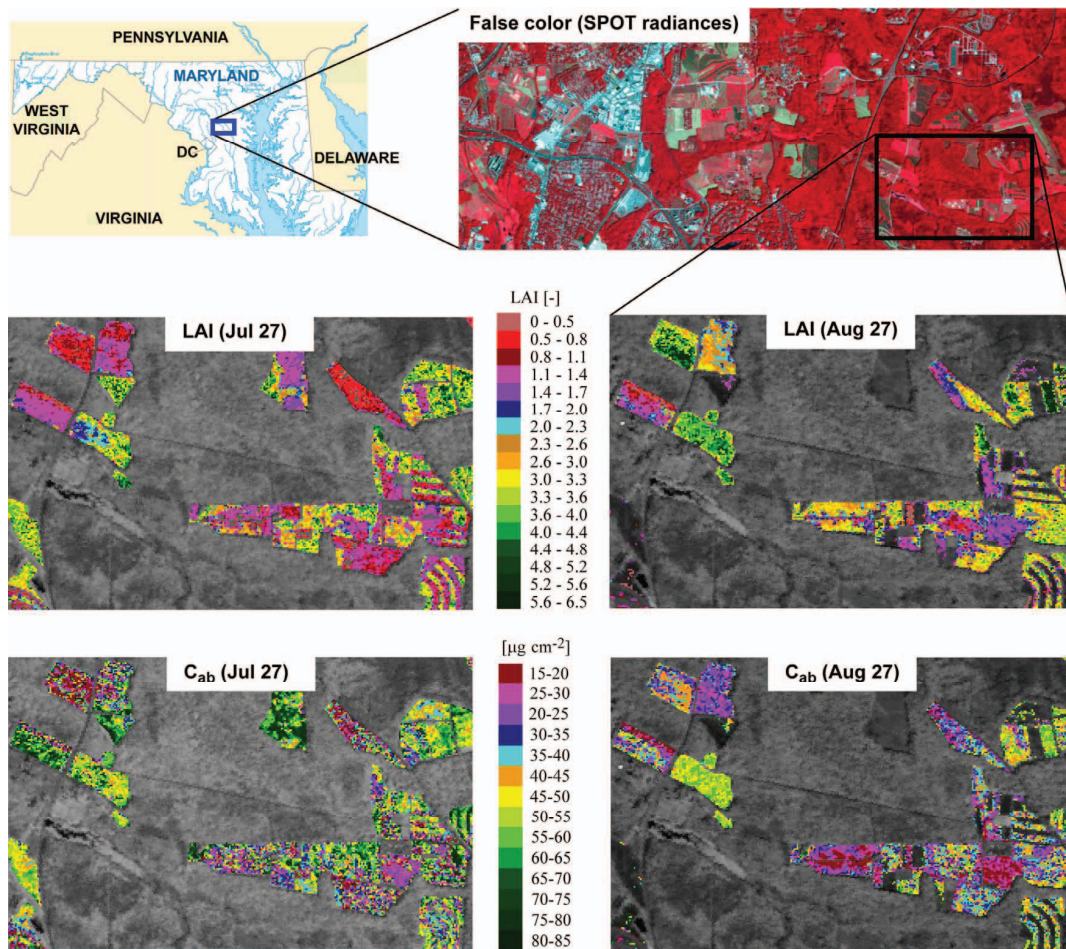 PENNSYLVANIA
MARYLAND
WEST
VIRGINIA
DC
DELAWARE
VIRGINIA
False color (SPOT radiances)
LAI (Jul 27)
LAI [-]
0 - 0.5
0.5 - 0.8
0.8 - 1.1
1.1 - 1.4
1.4 - 1.7
1.7 - 2.0
2.0 - 2.3
2.3 - 2.6
2.6 - 3.0
3.0 - 3.3
3.3 - 3.6
3.6 - 4.0
4.0 - 4.4
4.4 - 4.8
4.8 - 5.2
5.2 - 5.6
5.6 - 6.5
LAI (Aug 27)
Cab (Jul 27)
[µg cm-2]
15-20
25-30
20-25
30-35
35-40
40-45
45-50
50-55
55-60
60-65
65-70
70-75
75-80
80-85
Cab (Aug 27)